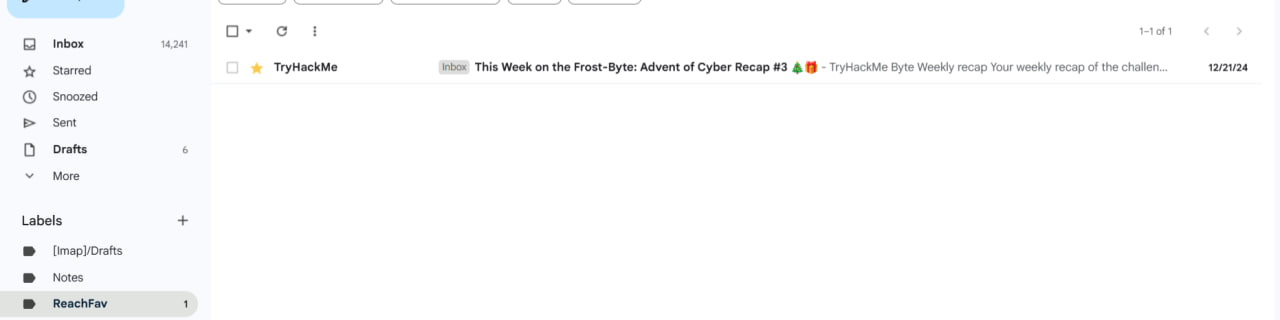 Inbox 14,241
Starred
Snoozed
Sent
Drafts 6
More
Labels +
[Imap]/Drafts
Notes
ReachFav 1
1–1 of 1
TryHackMe Inbox This Week on the Frost-Byte: Advent of Cyber Recap #3 🎄🎁 - TryHackMe Byte Weekly recap Your weekly recap of the challen... 12/21/24